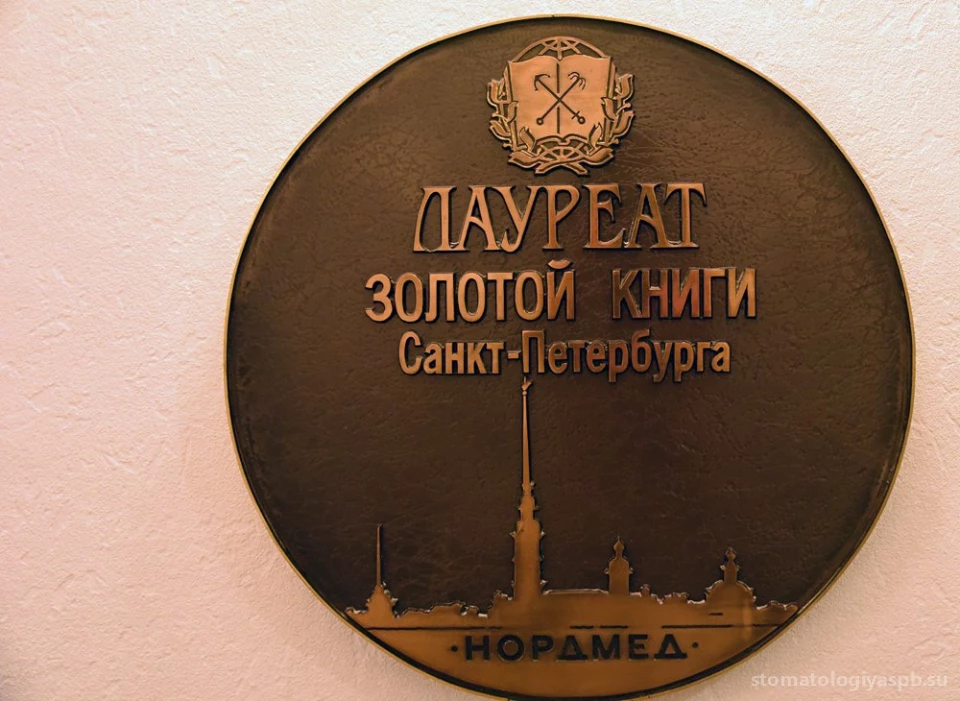 ЛАУРЕАТ
ЗОЛОТОЙ КНИГИ
Санкт-Петербурга
·НОРДМЕД·
stomatologiyaspb.su